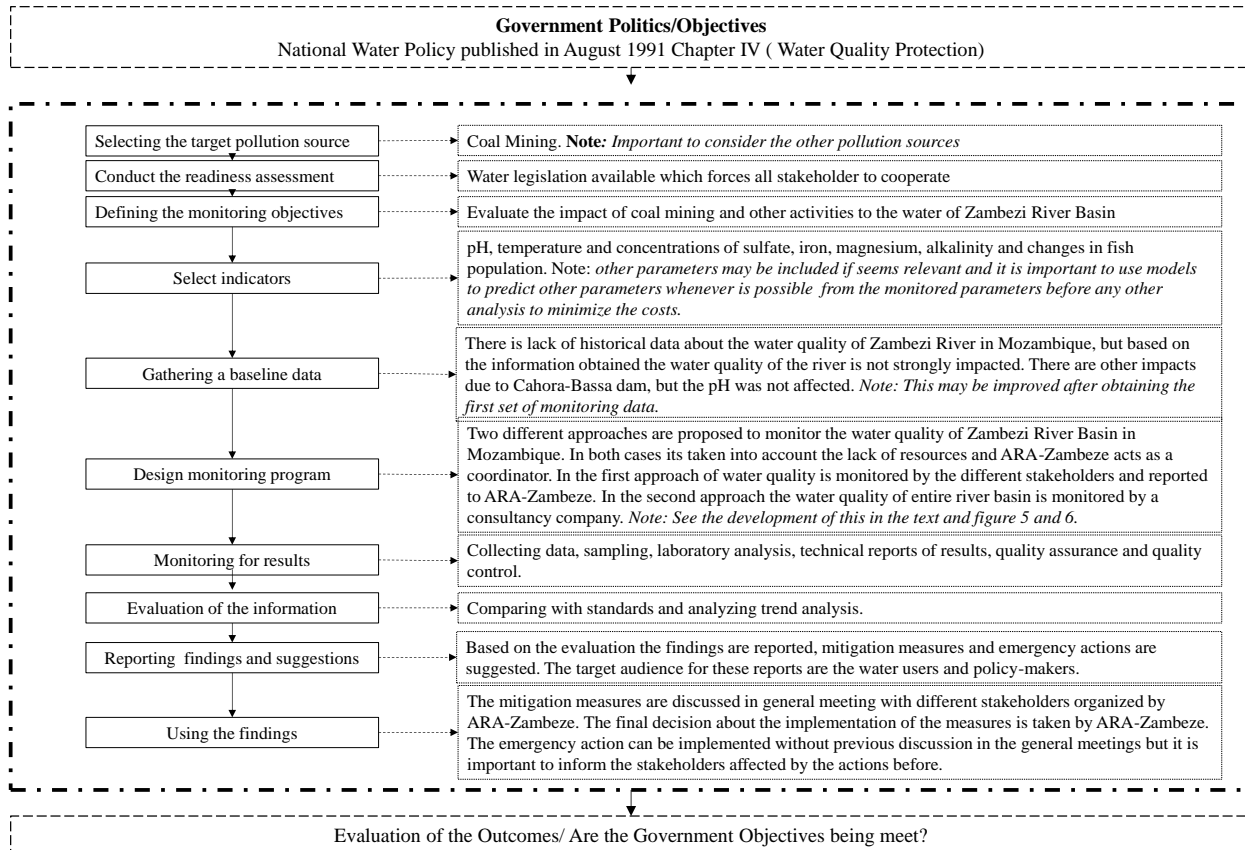 Government Politics/Objectives
National Water Policy published in August 1991 Chapter IV ( Water Quality Protection)
Selecting the target pollution source
Coal Mining. Note: Important to consider the other pollution sources
Conduct the readiness assessment
Water legislation available which forces all stakeholder to cooperate
Defining the monitoring objectives
Evaluate the impact of coal mining and other activities to the water of Zambezi River Basin
Select indicators
pH, temperature and concentrations of sulfate, iron, magnesium, alkalinity and changes in fish
population. Note: other parameters may be included if seems relevant and it is important to use models
to predict other parameters whenever is possible from the monitored parameters before any other
analysis to minimize the costs.
Gathering a baseline data
There is lack of historical data about the water quality of Zambezi River in Mozambique, but based
on the information obtained the water quality of the river is not strongly impacted. There are other impacts
due to Cahora-Bassa dam, but the pH was not affected. Note: This may be improved after obtaining the
first set of monitoring data.
Design monitoring program
Two different approaches are proposed to monitor the water quality of Zambezi River Basin in
Mozambique. In both cases its taken into account the lack of resources and ARA-Zambeze acts as a
coordinator. In the first approach of water quality is monitored by the different stakeholders and reported
to ARA-Zambeze. In the second approach the water quality of entire river basin is monitored by a
consultancy company. Note: See the development of this in the text and figure 5 and 6.
Monitoring for results
Collecting data, sampling, laboratory analysis, technical reports of results, quality assurance and quality
control.
Evaluation of the information
Comparing with standards and analyzing trend analysis.
Reporting findings and suggestions
Based on the evaluation the findings are reported, mitigation measures and emergency actions are
suggested. The target audience for these reports are the water users and policy-makers.
Using the findings
The mitigation measures are discussed in general meeting with different stakeholders organized by
ARA-Zambeze. The final decision about the implementation of the measures is taken by ARA-Zambeze.
The emergency action can be implemented without previous discussion in the general meetings but it is
important to inform the stakeholders affected by the actions before.
Evaluation of the Outcomes/ Are the Government Objectives being meet?